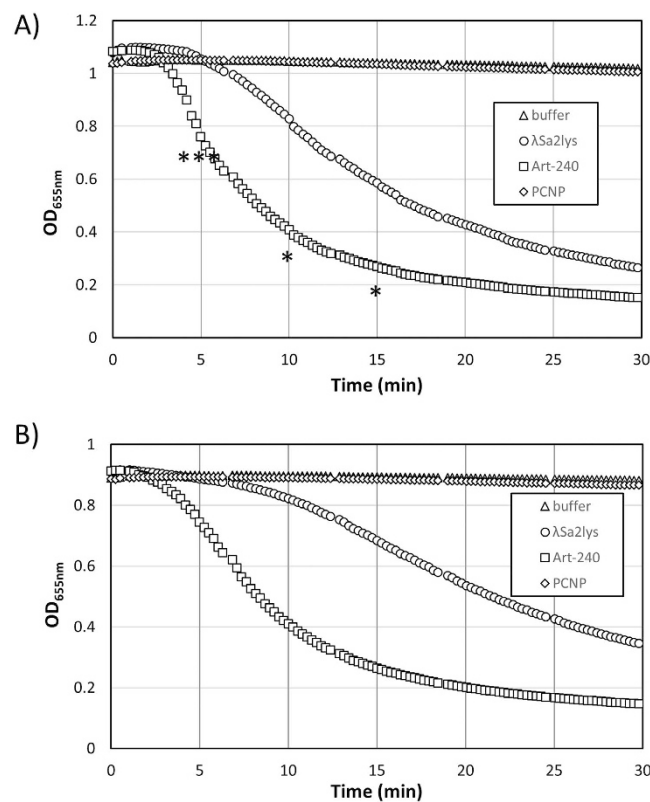 A)
1.2
1
0.8
0.6
0.4
0.2
0
OD655nm
buffer
λSa2lys
Art-240
PCNP
* * *
*
*
0 5 10 15 20 25 30
Time (min)
B)
1
0.8
0.6
0.4
0.2
0
OD655nm
buffer
λSa2lys
Art-240
PCNP
0 5 10 15 20 25 30
Time (min)